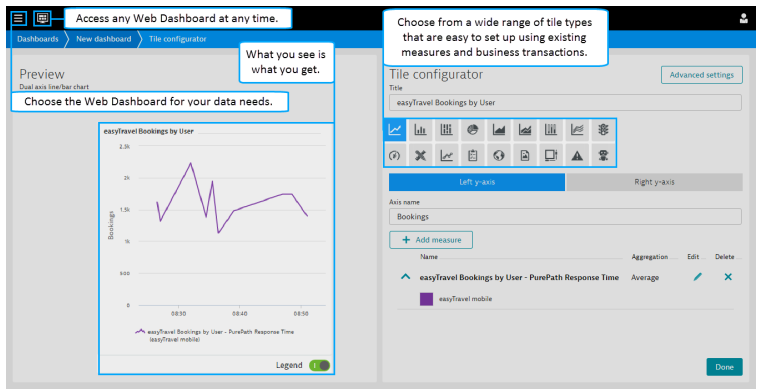 Access any Web Dashboard at any time.
Dashboards
New dashboard
Tile configurator
What you see is
what you get.
Choose from a wide range of tile types
that are easy to set up using existing
measures and business transactions.
Preview
Dual axis line/bar chart
Choose the Web Dashboard for your data needs.
easyTravel Bookings by User
2.5k
2k
1.5k
1k
500
0
Bookings
08:30
08:40
08:50
easyTravel Bookings by User - PurePath Response Time
(easyTravel mobile)
Legend
Tile configurator
Advanced settings
Title
easyTravel Bookings by User
Left y-axis
Right y-axis
Axis name
Bookings
+ Add measure
Name
Aggregation
Edit
Delete
easyTravel Bookings by User - PurePath Response Time
Average
easyTravel mobile
Done